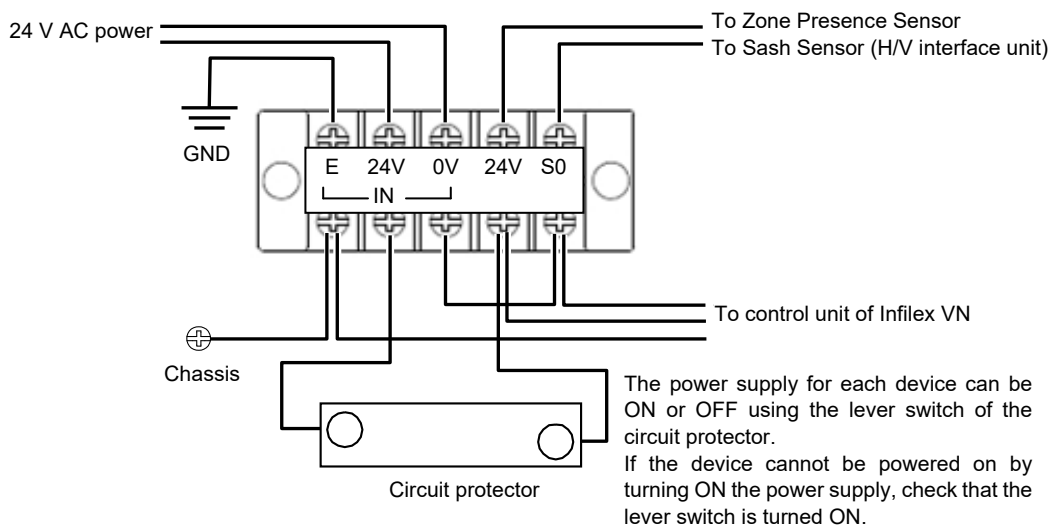 24 V AC power
To Zone Presence Sensor
To Sash Sensor (H/V interface unit)
GND
E 24V 0V 24V S0
IN
To control unit of Infilex VN
Chassis
The power supply for each device can be
ON or OFF using the lever switch of the
circuit protector.
If the device cannot be powered on by
turning ON the power supply, check that the
lever switch is turned ON.
Circuit protector